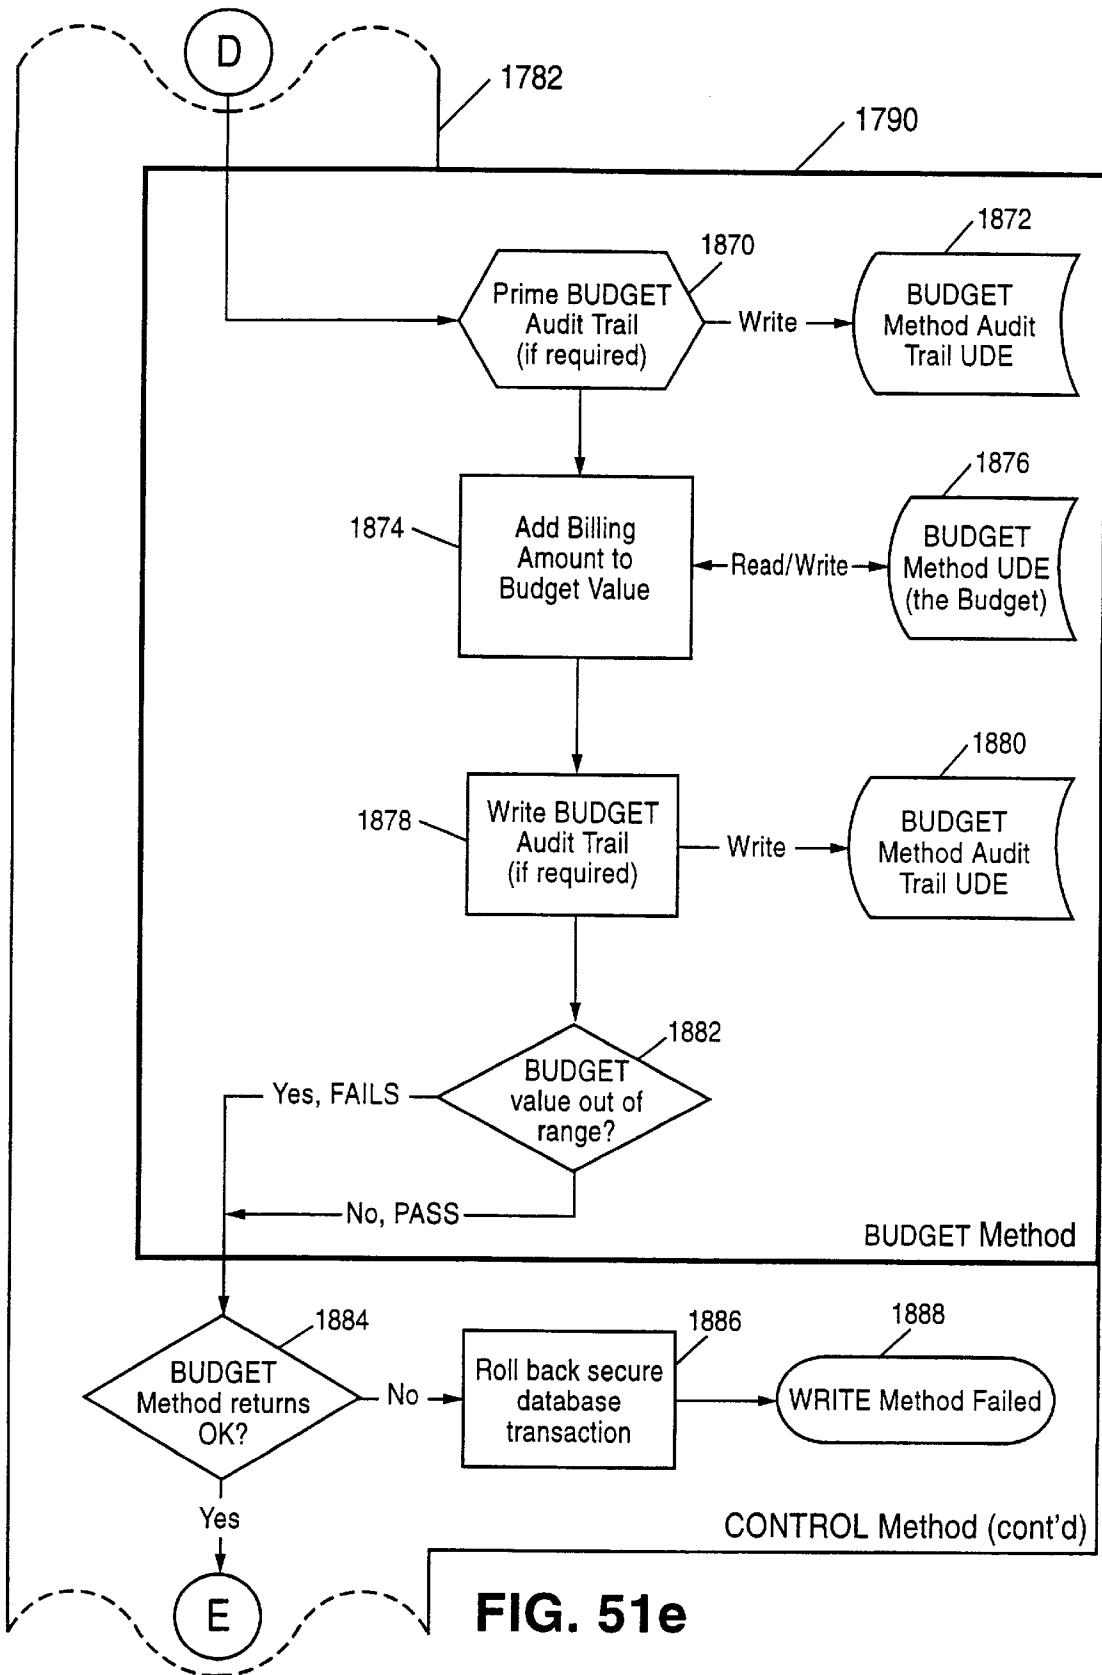 D
1782
1790
1870
1872
Prime BUDGET
Audit Trail
(if required)
Write
BUDGET
Method Audit
Trail UDE
1874
Add Billing
Amount to
Budget Value
Read/Write
1876
BUDGET
Method UDE
(the Budget)
1878
Write BUDGET
Audit Trail
(if required)
Write
1880
BUDGET
Method Audit
Trail UDE
1882
BUDGET
value out of
range?
Yes, FAILS
No, PASS
BUDGET Method
1884
BUDGET
Method returns
OK?
No
1886
Roll back secure
database
transaction
1888
WRITE Method Failed
Yes
CONTROL Method (cont'd)
E
FIG. 51e